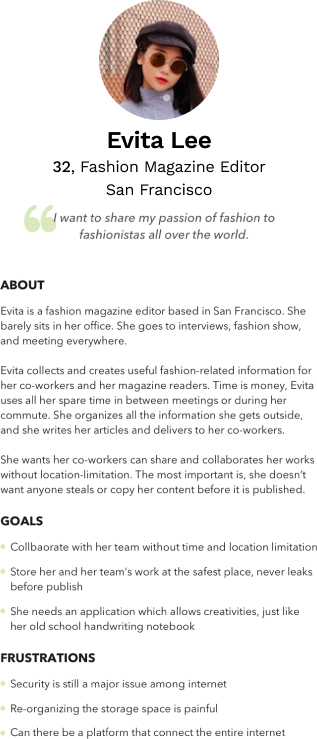 Evita Lee
32, Fashion Magazine Editor
San Francisco
I want to share my passion of fashion to
fashionistas all over the world.
ABOUT
Evita is a fashion magazine editor based in San Francisco. She
barely sits in her office. She goes to interviews, fashion show,
and meeting everywhere.
Evita collects and creates useful fashion-related information for
her co-workers and her magazine readers. Time is money, Evita
uses all her spare time in between meetings or during her
commute. She organizes all the information she gets outside,
and she writes her articles and delivers to her co-workers.
She wants her co-workers can share and collaborates her works
without location-limitation. The most important is, she doesn't
want anyone steals or copy her content before it is published.
GOALS
Collbaorate with her team without time and location limitation
Store her and her team's work at the safest place, never leaks
before publish
She needs an application which allows creativities, just like
her old school handwriting notebook
FRUSTRATIONS
Security is still a major issue among internet
Re-organizing the storage space is painful
Can there be a platform that connect the entire internet